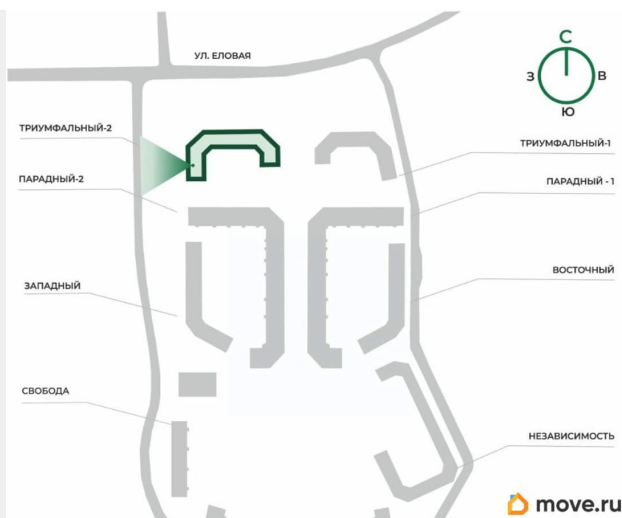 УЛ. ЕЛОВАЯ
С
З
В
Ю
ТРИУМФАЛЬНЫЙ-2
ТРИУМФАЛЬНЫЙ-1
ПАРАДНЫЙ-2
ПАРАДНЫЙ - 1
ЗАПАДНЫЙ
ВОСТОЧНЫЙ
СВОБОДА
НЕЗАВИСИМОСТЬ
move.ru